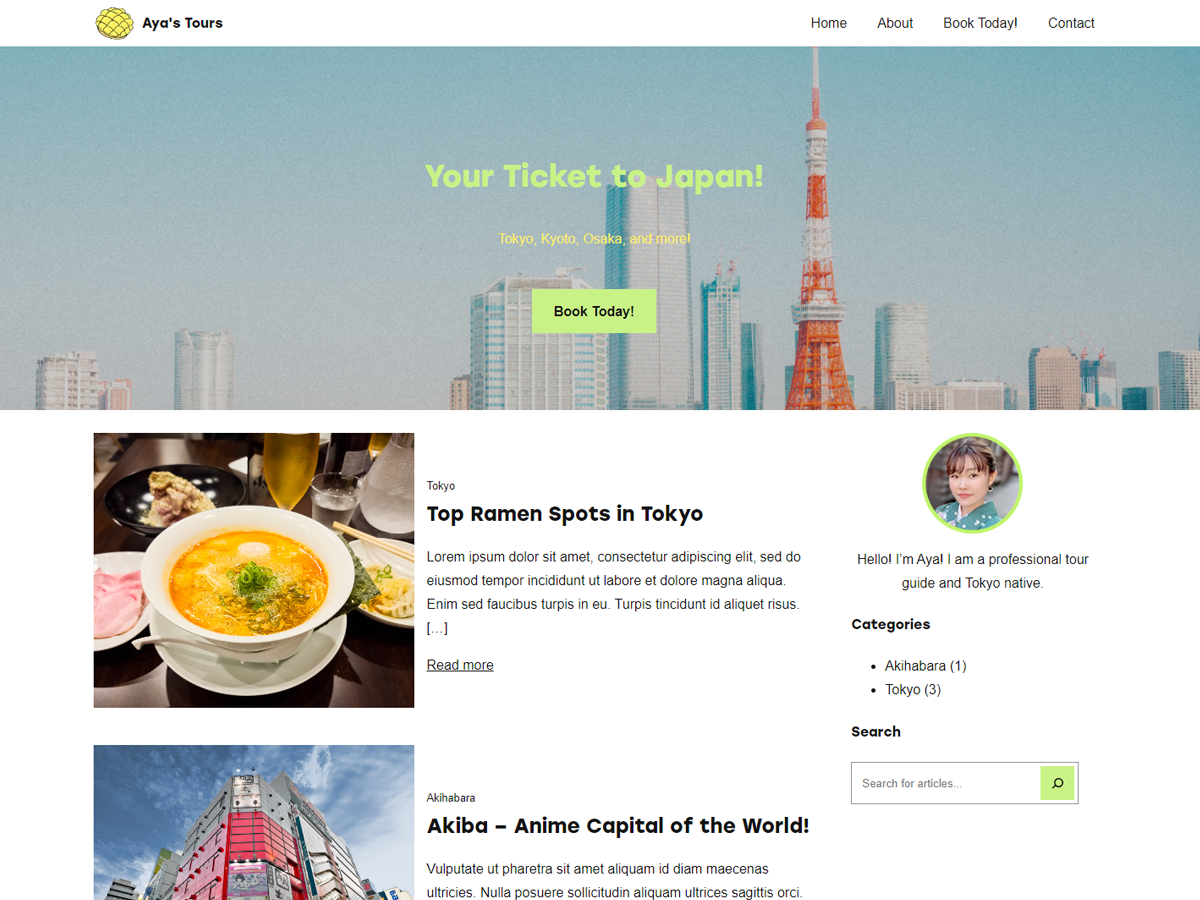 Aya's Tours
Home About Book Today! Contact
Your Ticket to Japan!
Tokyo, Kyoto, Osaka, and more!
Book Today!
Tokyo
Top Ramen Spots in Tokyo
Lorem ipsum dolor sit amet, consectetur adipiscing elit, sed do
eiusmod tempor incididunt ut labore et dolore magna aliqua.
Enim sed faucibus turpis in eu. Turpis tincidunt id aliquet risus.
[…]
Read more
Akihabara
Akiba – Anime Capital of the World!
Vulputate ut pharetra sit amet aliquam id diam maecenas
ultricies. Nulla posuere sollicitudin aliquam ultrices sagittis orci.
Hello! I'm Aya! I am a professional tour
guide and Tokyo native.
Categories
Akihabara (1)
Tokyo (3)
Search
Search for articles...